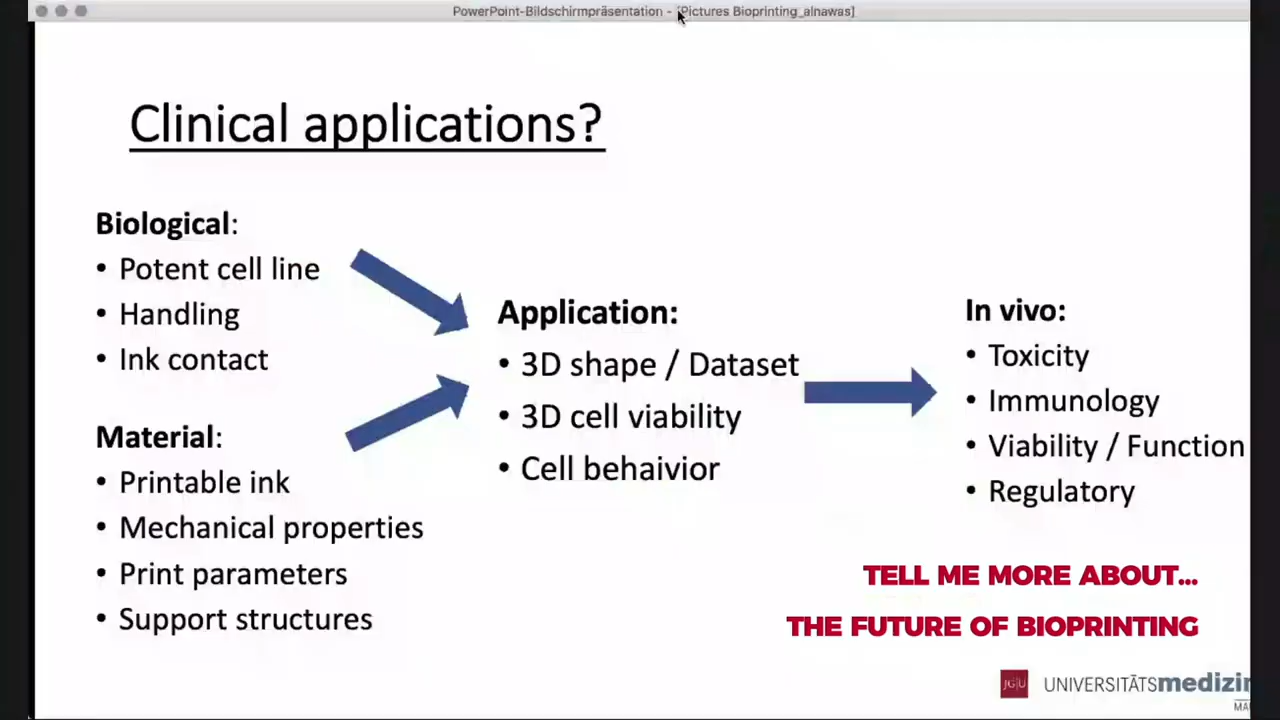 PowerPoint-Bildschirmpräsentation - [Pictures Bioprinting_alnawas]
Clinical applications?
Biological:
• Potent cell line
• Handling
• Ink contact
Material:
• Printable ink
• Mechanical properties
• Print parameters
• Support structures
Application:
• 3D shape / Dataset
• 3D cell viability
• Cell behaivior
In vivo:
• Toxicity
• Immunology
• Viability / Function
• Regulatory
TELL ME MORE ABOUT...
THE FUTURE OF BIOPRINTING
JG|U UNIVERSITÄTSmedizin
MA